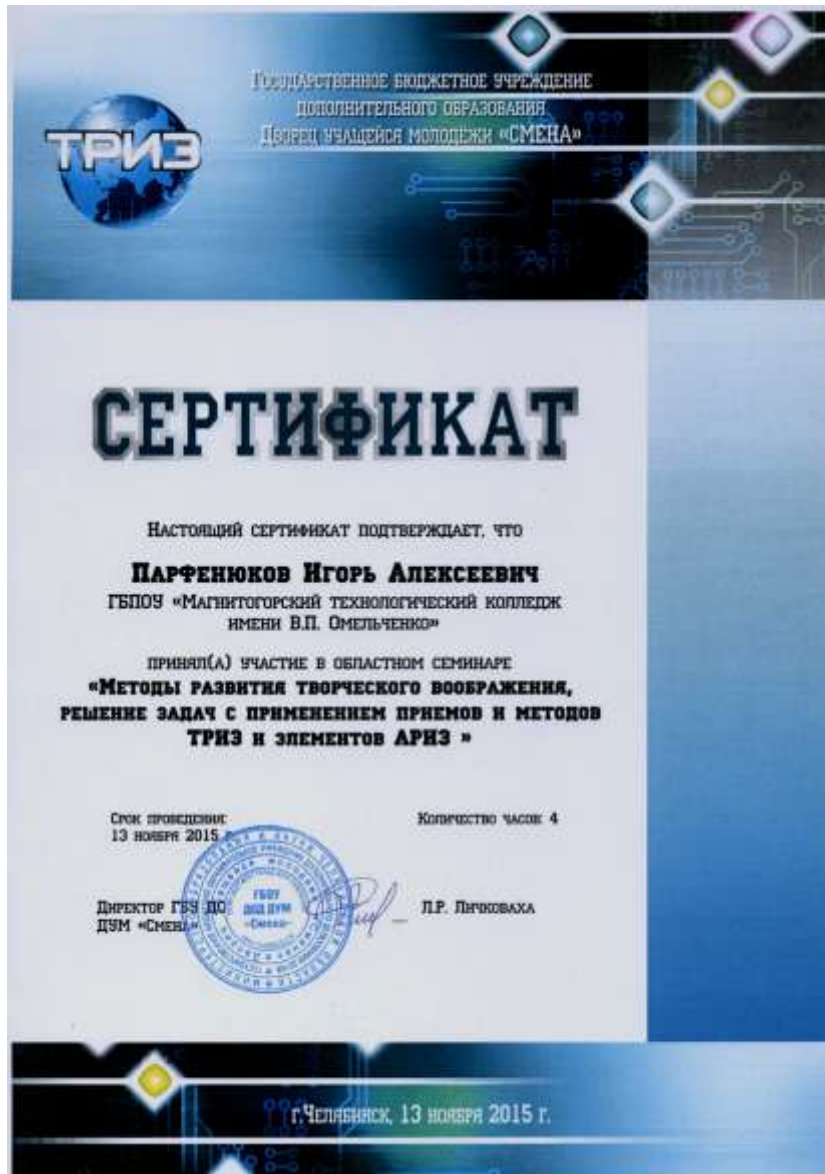 Государственное бюджетное учреждение
дополнительного образования
Дворец учащейся молодежи «СМЕНА»
ТРИЗ
СЕРТИФИКАТ
Настоящий сертификат подтверждает, что
Парфенюков Игорь Алексеевич
ГБПОУ «Магнитогорский технологический колледж
имени В.П. Омельченко»
принял(а) участие в областном семинаре
«Методы развития творческого воображения,
решение задач с применением приемов и методов
ТРИЗ и элементов АРИЗ »
Срок проведения:
13 ноября 2015 г.
Количество часов 4
Директор ГБУ ДО
ДУМ «Смена»
ГБОУ
ДОД ДУМ
«Смена»
Л.Р. Личковаха
г.Челябинск, 13 ноября 2015 г.